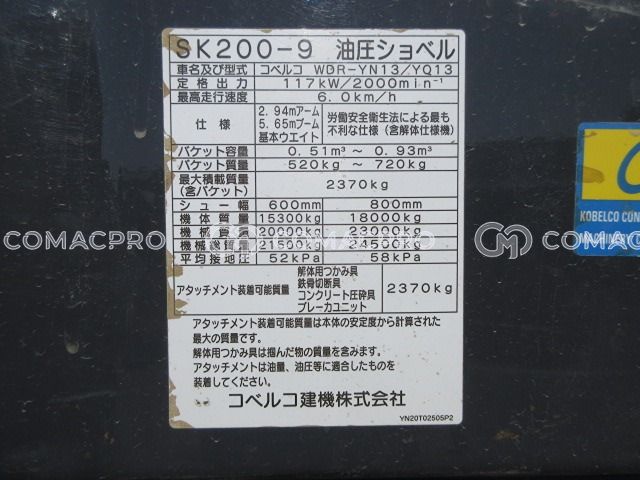 SK200-9 油圧ショベル
車名及び型式 コベルコ WDR-YN13/YQ13
定格出力 117kW/2000min⁻¹
最高走行速度 6.0km/h
仕様 2.94mアーム 5.65mブーム 基本ウエイト 労働安全衛生法による最も不利な仕様(含解体仕様機)
バケット容量 0.51m³ ~ 0.93m³
バケット質量 520kg ~ 720kg
最大積載質量(含バケット) 2370kg
シュー幅 600mm 800mm
機体質量 15300kg 18000kg
機械質量 20000kg 23000kg
機械総質量 21500kg 24500kg
平均接地圧 52kPa 58kPa
アタッチメント装着可能質量 解体用つかみ具 鉄骨切断具 コンクリート圧砕具 ブレーカユニット 2370kg
アタッチメント装着可能質量は本体の安定度から計算された
最大の質量です。
解体用つかみ具は掴んだ物の質量を含みます。
アタッチメントは油量、油圧等に適合したものを
装着してください。
コベルコ建機株式会社
YN20T02505P2
KOBELCO CON
MACHINERY
COMACPRO
COMACPRO
COMACPRO